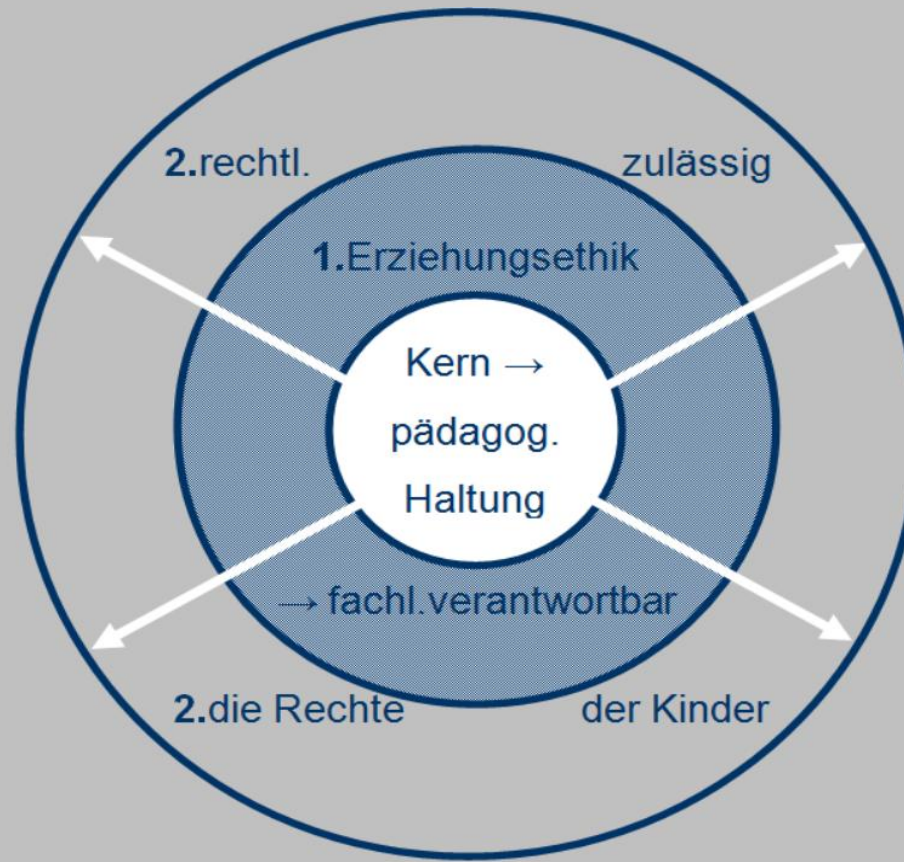 2.rechtl. zulässig
1.Erziehungsethik
Kern →
pädagog.
Haltung
→ fachl.verantwortbar
2.die Rechte der Kinder